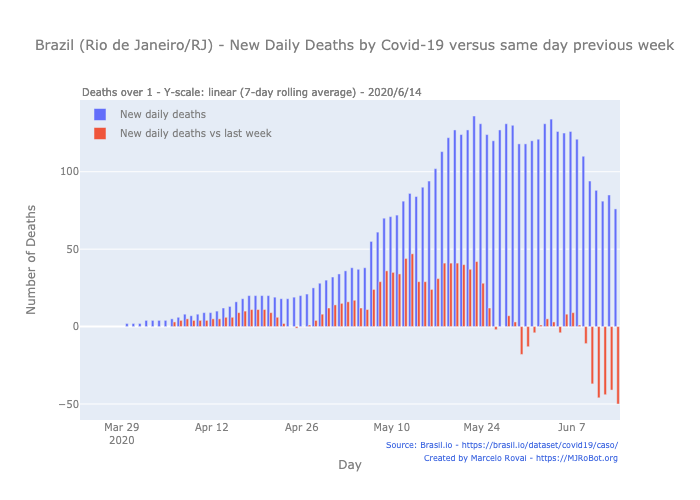 Brazil (Rio de Janeiro/RJ) - New Daily Deaths by Covid-19 versus same day previous week
Deaths over 1 - Y-scale: linear (7-day rolling average) - 2020/6/14
New daily deaths
New daily deaths vs last week
Number of Deaths
100
50
0
−50
Mar 29 Apr 12 Apr 26 May 10 May 24 Jun 7
2020
Source: Brasil.io - https://brasil.io/dataset/covid19/caso/
Created by Marcelo Rovai - https://MJRoBot.org
Day